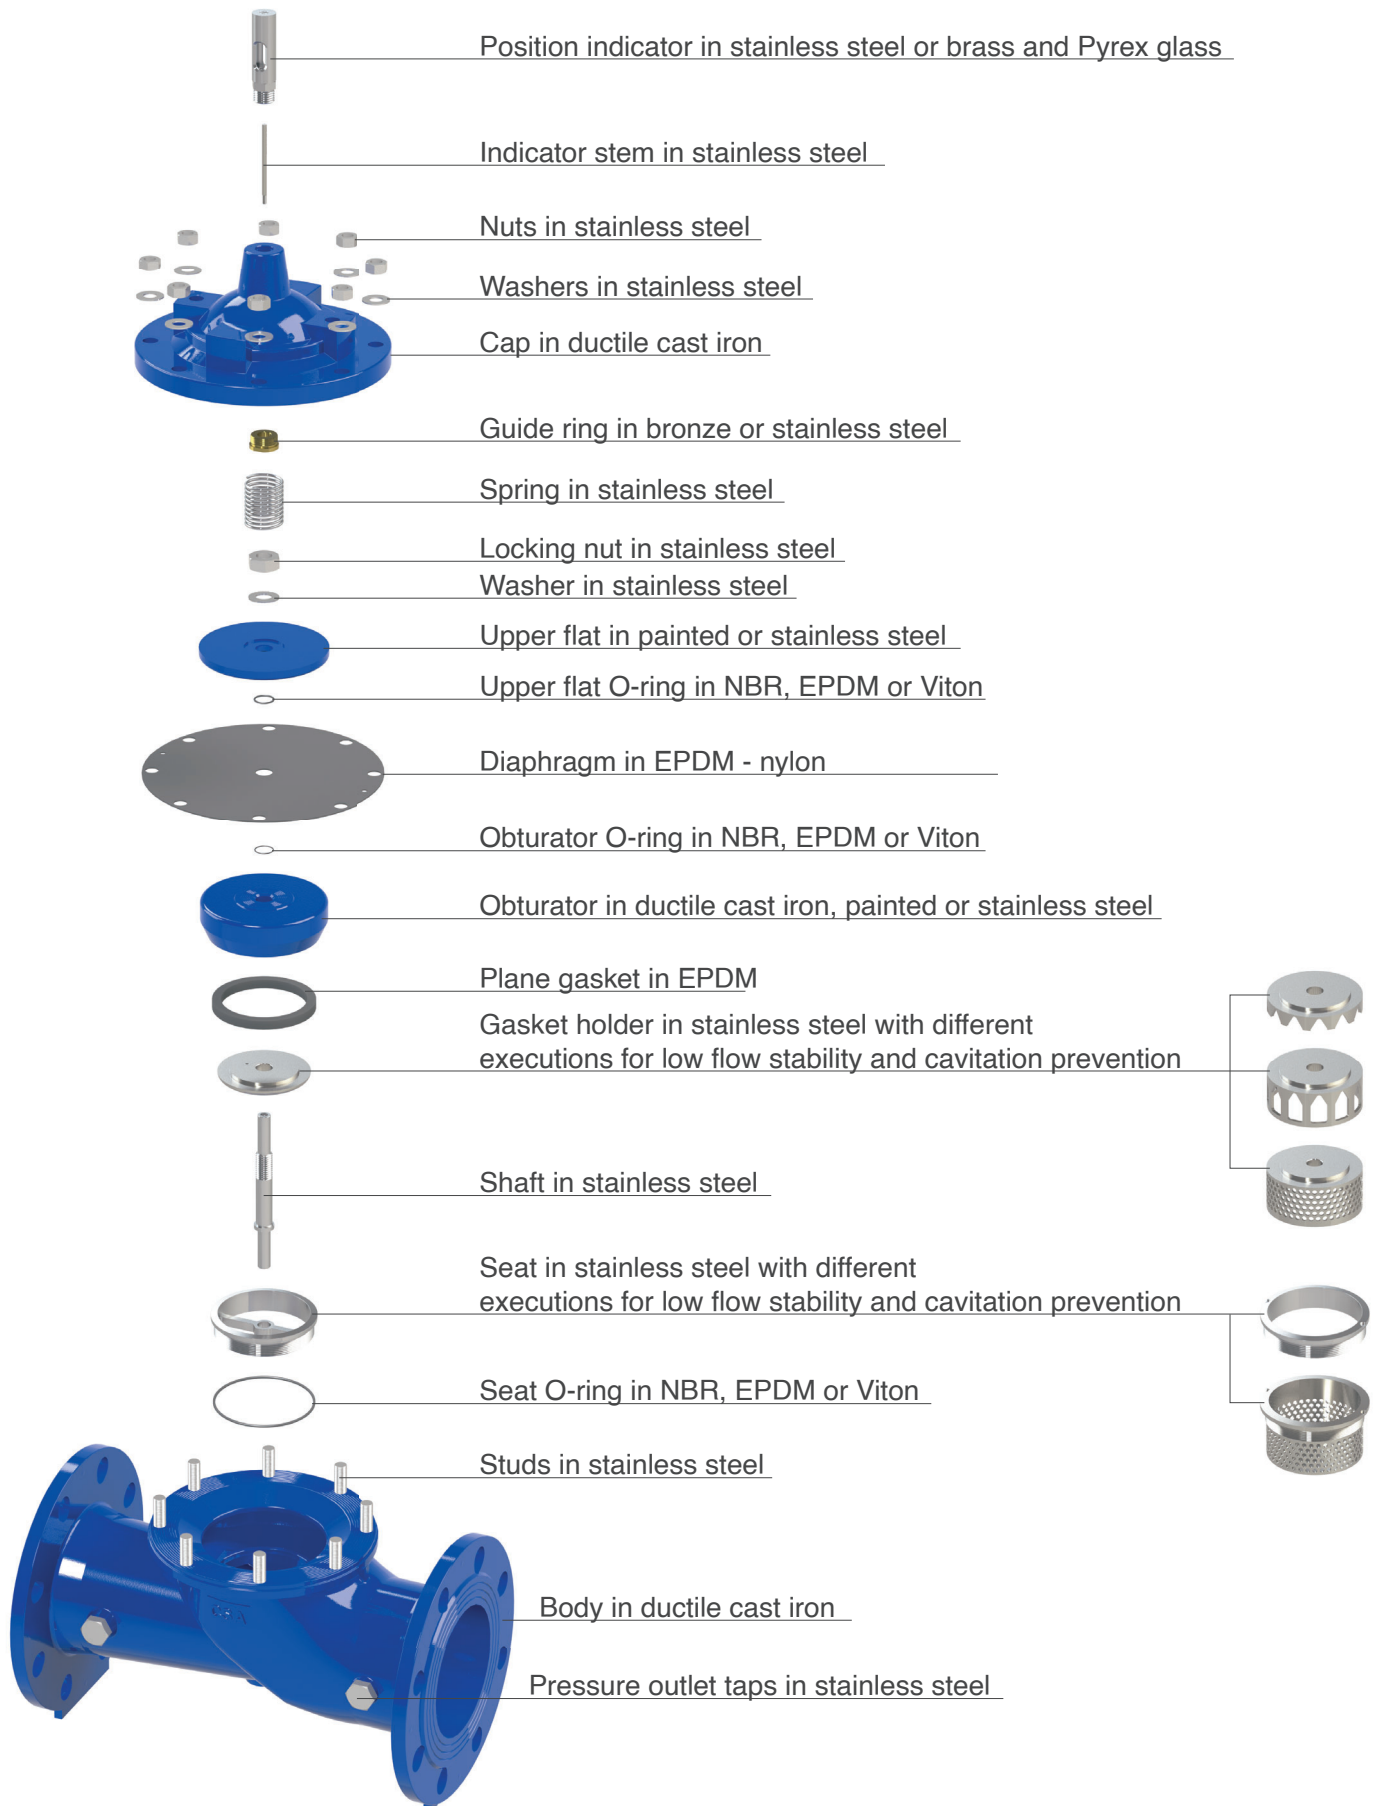 Position indicator in stainless steel or brass and Pyrex glass
Indicator stem in stainless steel
Nuts in stainless steel
Washers in stainless steel
Cap in ductile cast iron
Guide ring in bronze or stainless steel
Spring in stainless steel
Locking nut in stainless steel
Washer in stainless steel
Upper flat in painted or stainless steel
Upper flat O-ring in NBR, EPDM or Viton
Diaphragm in EPDM - nylon
Obturator O-ring in NBR, EPDM or Viton
Obturator in ductile cast iron, painted or stainless steel
Plane gasket in EPDM
Gasket holder in stainless steel with different
executions for low flow stability and cavitation prevention
Shaft in stainless steel
Seat in stainless steel with different
executions for low flow stability and cavitation prevention
Seat O-ring in NBR, EPDM or Viton
Studs in stainless steel
Body in ductile cast iron
Pressure outlet taps in stainless steel